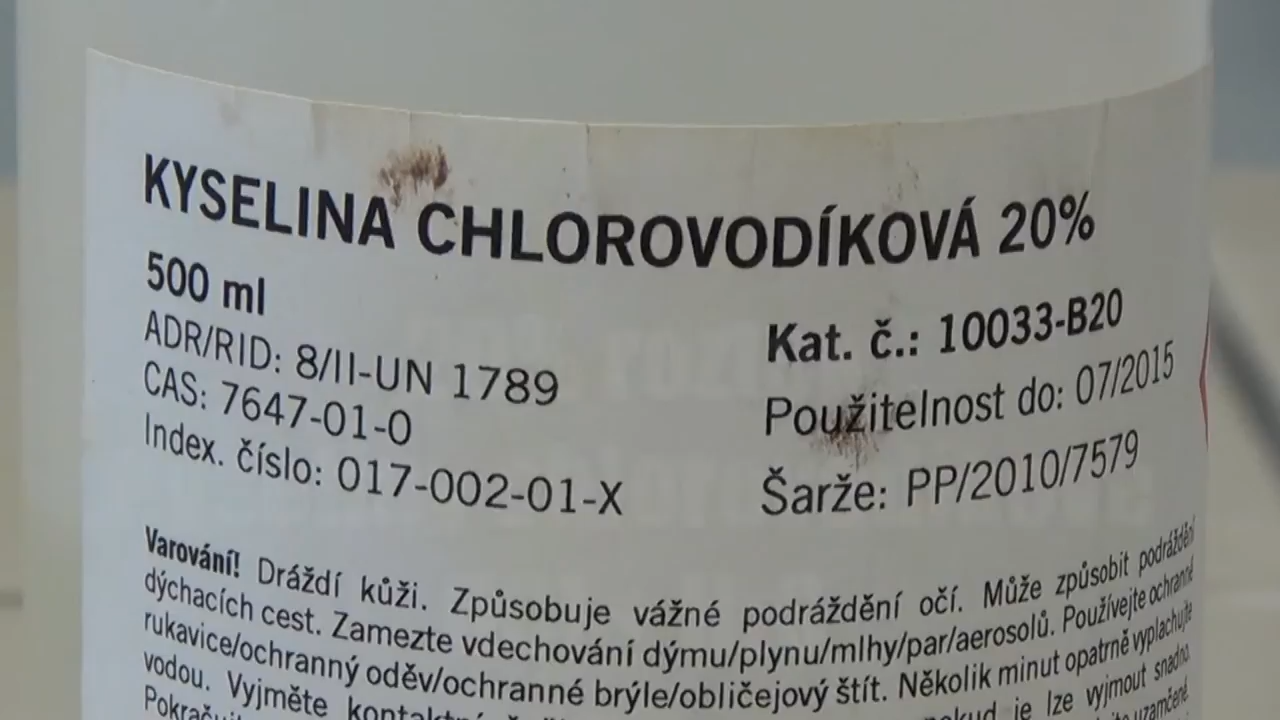 KYSELINA CHLOROVODÍKOVÁ 20%
500 ml
ADR/RID: 8/II-UN 1789
CAS: 7647-01-0
Index. číslo: 017-002-01-X
Kat. č.: 10033-B20
Použitelnost do: 07/2015
Šarže: PP/2010/7579
Varování! Dráždí kůži. Způsobuje vážné podráždění očí. Může způsobit podráždění
dýchacích cest. Zamezte vdechování dýmu/plynu/mlhy/par/aerosolů. Používejte ochranné
rukavice/ochranný oděv/ochranné brýle/obličejový štít. Několik minut opatrně vyplachujte
vodou. Vyjměte je lze vyjmout snadno.